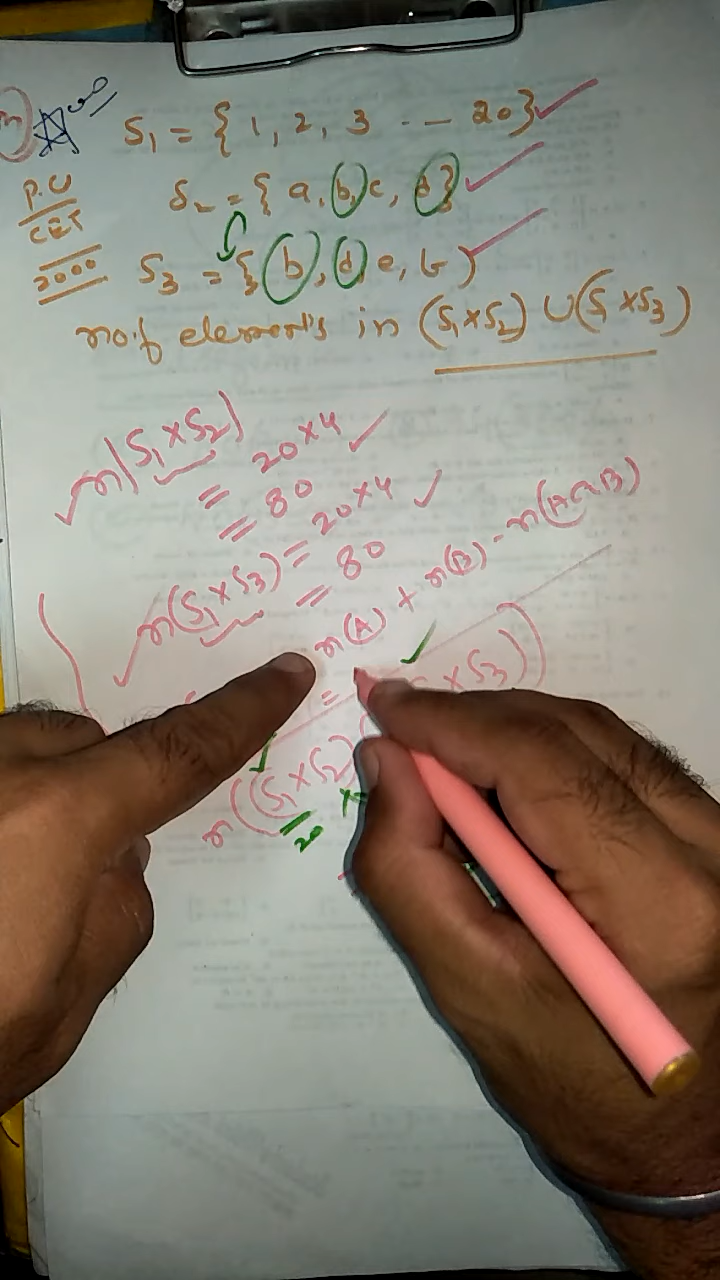 S₁ = { 1, 2, 3 ... 20}
P.U
CET
2000
S₂ = { a, b, c, d}
S₃ = { b, d, e, f )
no.of elements in (S₁×S₂) ∪ (S₁×S₃)
n(S₁×S₂)
= 20×4
= 80
n(S₁×S₃) = 20×4
= 80
n(A) + n(B) - n(A∩B)
=
×S₃)
n((S₁×S₂)
20